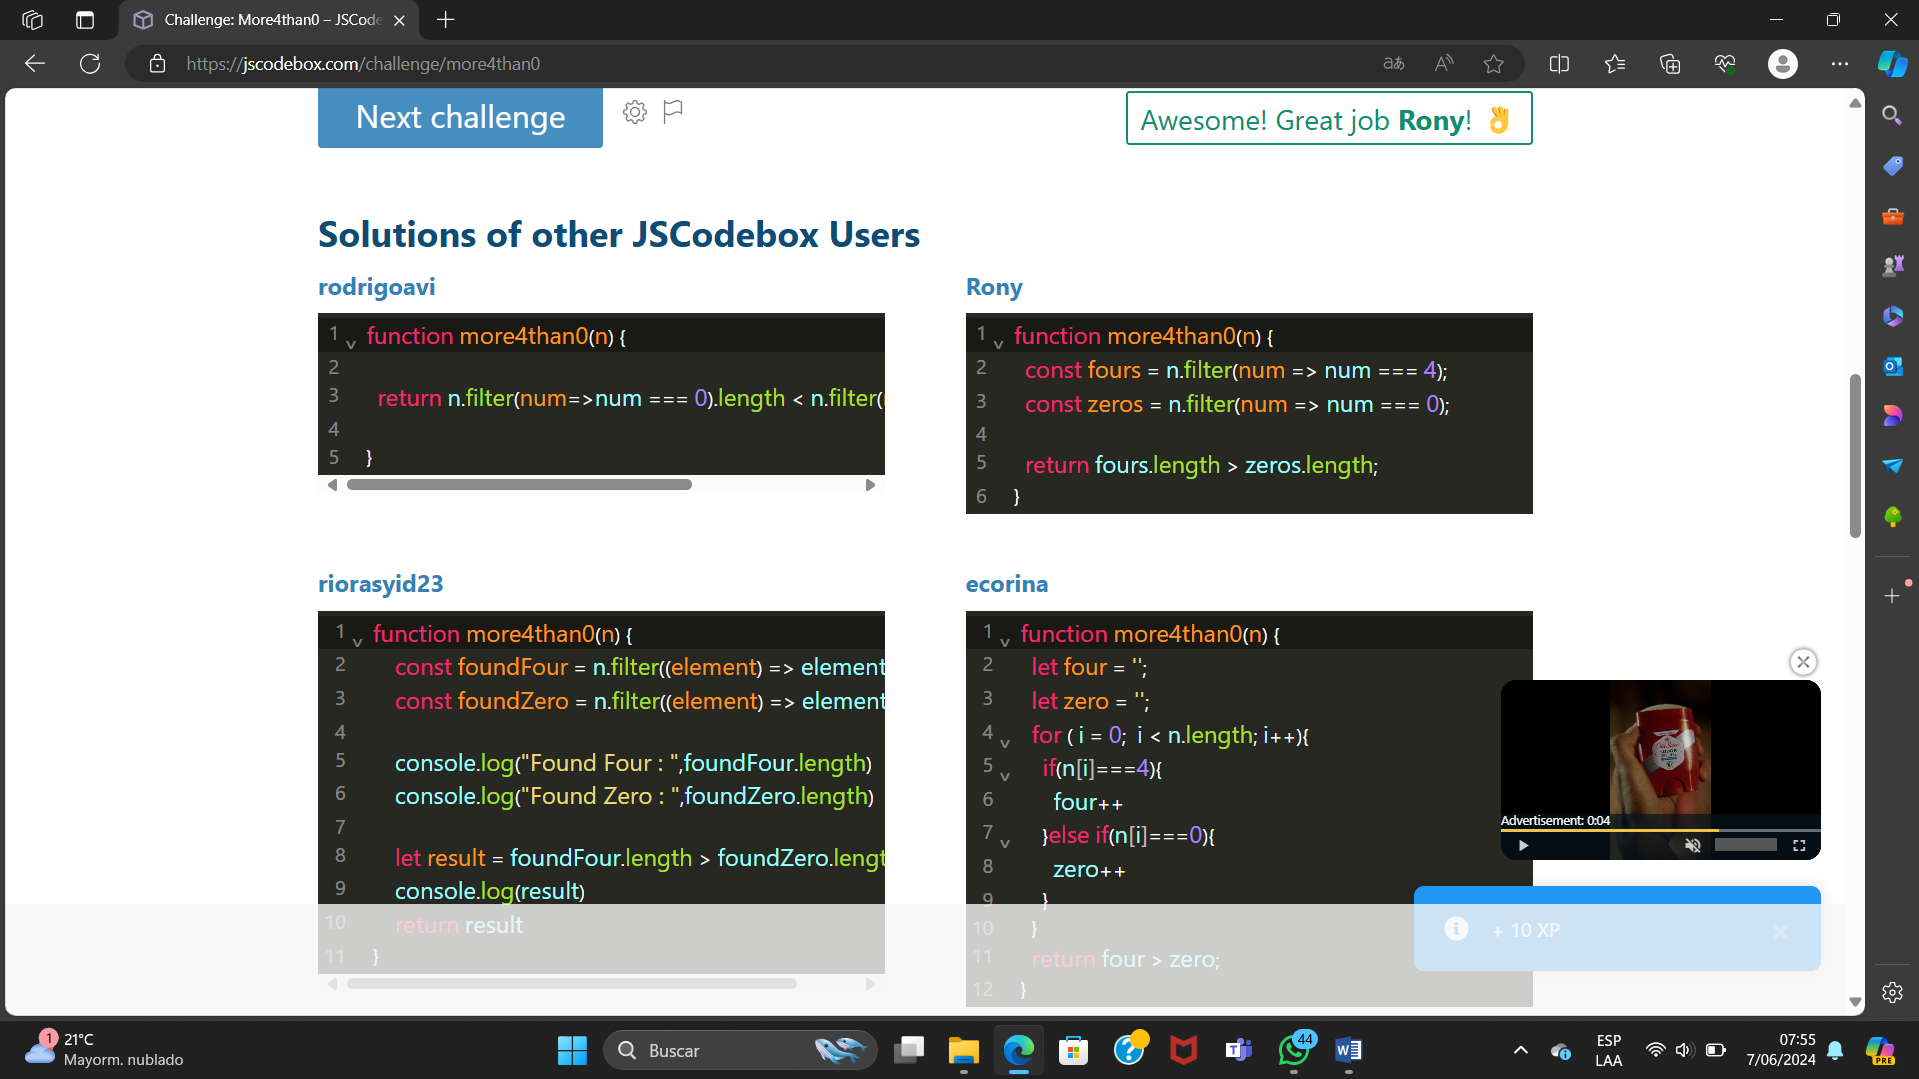 Challenge: More4than0 – JSCode
https://jscodebox.com/challenge/more4than0
Next challenge
Awesome! Great job Rony! 👌
Solutions of other JSCodebox Users
rodrigoavi
1 function more4than0(n) {
2
3 return n.filter(num=>num === 0).length < n.filter(
4
5 }
Rony
1 function more4than0(n) {
2 const fours = n.filter(num => num === 4);
3 const zeros = n.filter(num => num === 0);
4
5 return fours.length > zeros.length;
6 }
riorasyid23
1 function more4than0(n) {
2 const foundFour = n.filter((element) => element
3 const foundZero = n.filter((element) => element
4
5 console.log("Found Four : ",foundFour.length)
6 console.log("Found Zero : ",foundZero.length)
7
8 let result = foundFour.length > foundZero.lengt
9 console.log(result)
10 return result
11 }
ecorina
1 function more4than0(n) {
2 let four = '';
3 let zero = '';
4 for ( i = 0; i < n.length; i++){
5 if(n[i]===4){
6 four++
7 }else if(n[i]===0){
8 zero++
9 }
10 }
11 return four > zero;
12 }
Advertisement: 0:04
+ 10 XP
1
21°C
Mayorm. nublado
Buscar
44
ESP
LAA
07:55
7/06/2024
PRE